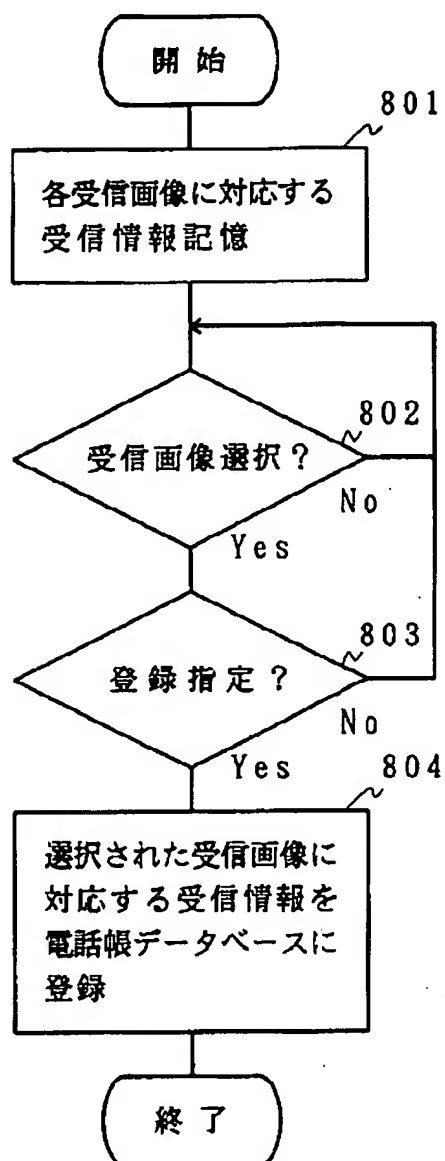 開始
801
各受信画像に対応する
受信情報記憶
802
受信画像選択？
No
Yes
803
登録指定？
No
Yes
804
選択された受信画像に
対応する受信情報を
電話帳データベースに
登録
終了